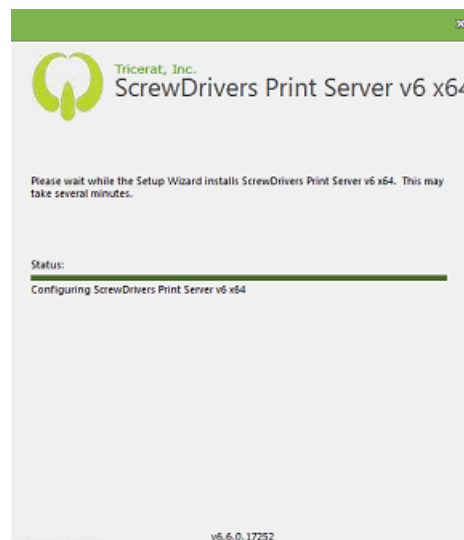 Tricerat, Inc.
ScrewDrivers Print Server v6 x64
Please wait while the Setup Wizard installs ScrewDrivers Print Server v6 x64. This may
take several minutes.
Status:
Configuring ScrewDrivers Print Server v6 x64
v6.6.0.17252